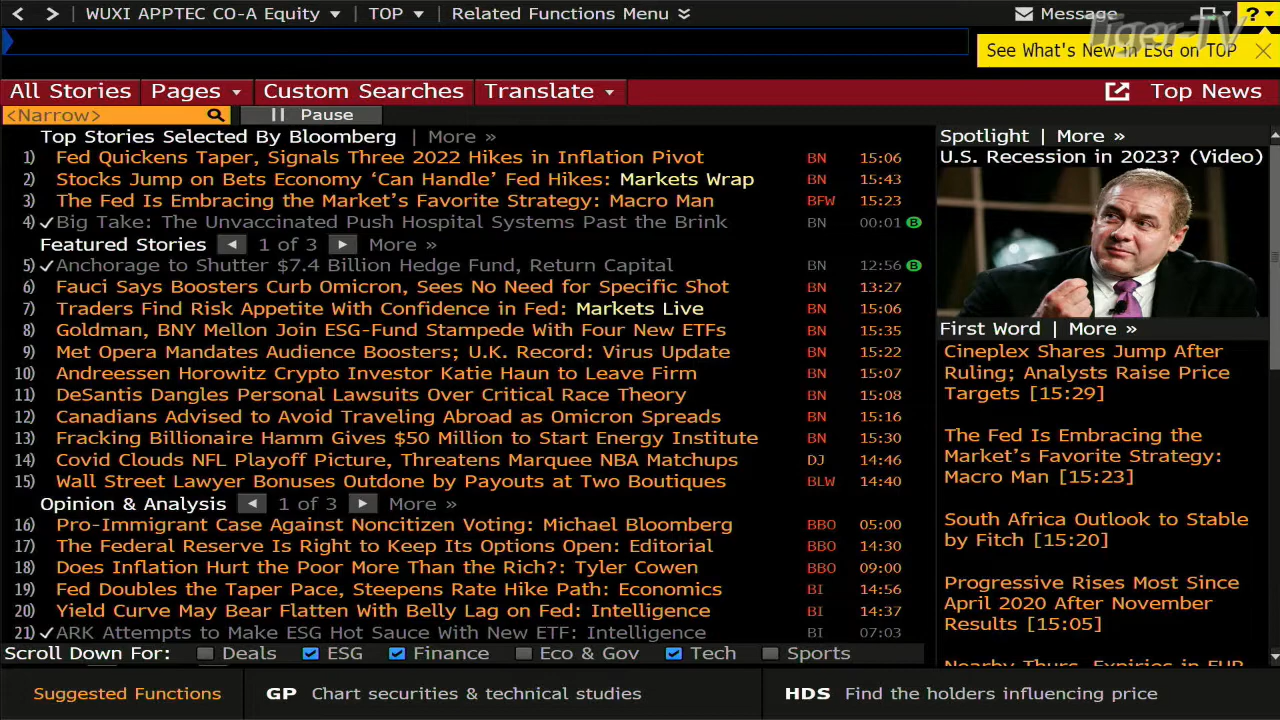 WUXI APPTEC CO-A Equity TOP Related Functions Menu Message ?
Tiger-TV
See What's New in ESG on TOP
All Stories Pages Custom Searches Translate Top News
<Narrow> Pause
Top Stories Selected By Bloomberg | More »
1) Fed Quickens Taper, Signals Three 2022 Hikes in Inflation Pivot BN 15:06
2) Stocks Jump on Bets Economy ‘Can Handle’ Fed Hikes: Markets Wrap BN 15:43
3) The Fed Is Embracing the Market’s Favorite Strategy: Macro Man BFW 15:23
4) Big Take: The Unvaccinated Push Hospital Systems Past the Brink BN 00:01 B
Featured Stories 1 of 3 More »
5) Anchorage to Shutter $7.4 Billion Hedge Fund, Return Capital BN 12:56 B
6) Fauci Says Boosters Curb Omicron, Sees No Need for Specific Shot BN 13:27
7) Traders Find Risk Appetite With Confidence in Fed: Markets Live BN 15:06
8) Goldman, BNY Mellon Join ESG-Fund Stampede With Four New ETFs BN 15:35
9) Met Opera Mandates Audience Boosters; U.K. Record: Virus Update BN 15:22
10) Andreessen Horowitz Crypto Investor Katie Haun to Leave Firm BN 15:07
11) DeSantis Dangles Personal Lawsuits Over Critical Race Theory BN 15:08
12) Canadians Advised to Avoid Traveling Abroad as Omicron Spreads BN 15:16
13) Fracking Billionaire Hamm Gives $50 Million to Start Energy Institute BN 15:30
14) Covid Clouds NFL Playoff Picture, Threatens Marquee NBA Matchups DJ 14:46
15) Wall Street Lawyer Bonuses Outdone by Payouts at Two Boutiques BLW 14:40
Opinion & Analysis 1 of 3 More »
16) Pro-Immigrant Case Against Noncitizen Voting: Michael Bloomberg BBO 05:00
17) The Federal Reserve Is Right to Keep Its Options Open: Editorial BBO 14:30
18) Does Inflation Hurt the Poor More Than the Rich?: Tyler Cowen BBO 09:00
19) Fed Doubles the Taper Pace, Steepens Rate Hike Path: Economics BI 14:56
20) Yield Curve May Bear Flatten With Belly Lag on Fed: Intelligence BI 14:37
21) ARK Attempts to Make ESG Hot Sauce With New ETF: Intelligence BI 07:03
Scroll Down For: Deals ESG Finance Eco & Gov Tech Sports
Spotlight | More »
U.S. Recession in 2023? (Video)
First Word | More »
Cineplex Shares Jump After
Ruling; Analysts Raise Price
Targets [15:29]
The Fed Is Embracing the
Market’s Favorite Strategy:
Macro Man [15:23]
South Africa Outlook to Stable
by Fitch [15:20]
Progressive Rises Most Since
April 2020 After November
Results [15:05]
Nearby Thurs. Expiries in EUR
Suggested Functions GP Chart securities & technical studies HDS Find the holders influencing price